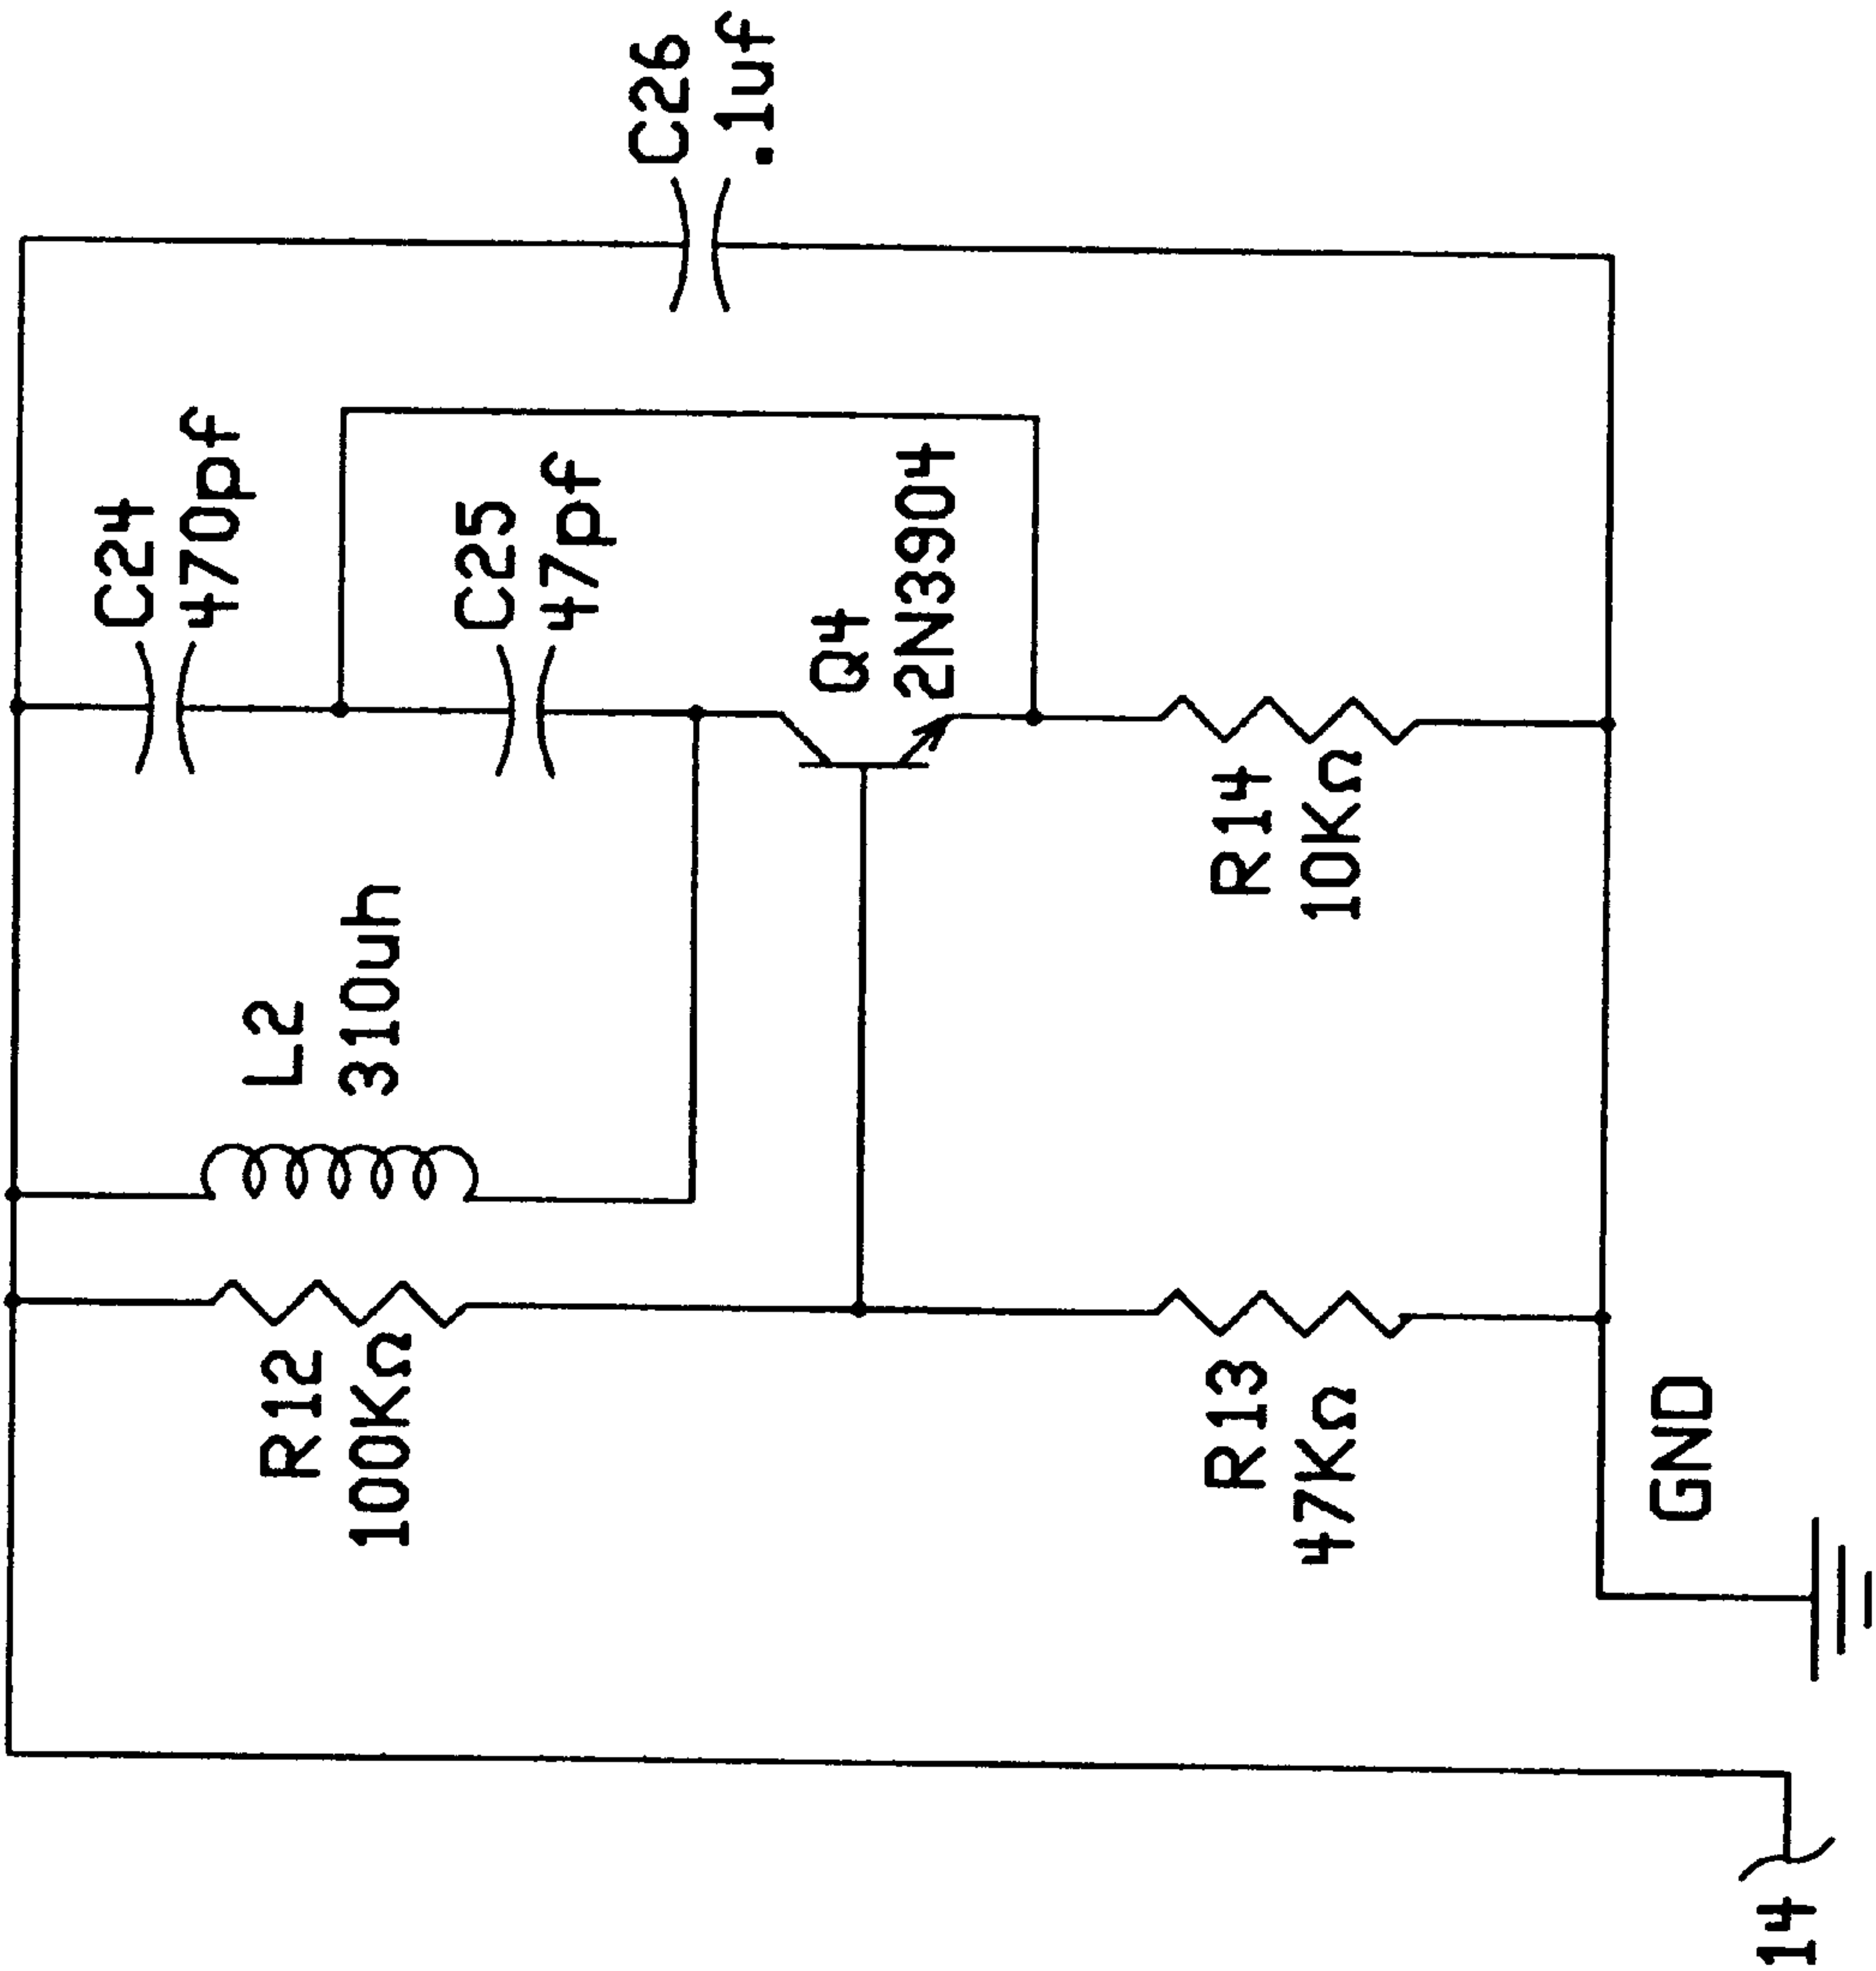 C26
.1uf
C24
470pf
C25
47pf
Q4
2N3904
L2
310uh
R14
10KΩ
R12
100KΩ
R13
47KΩ
GND
14